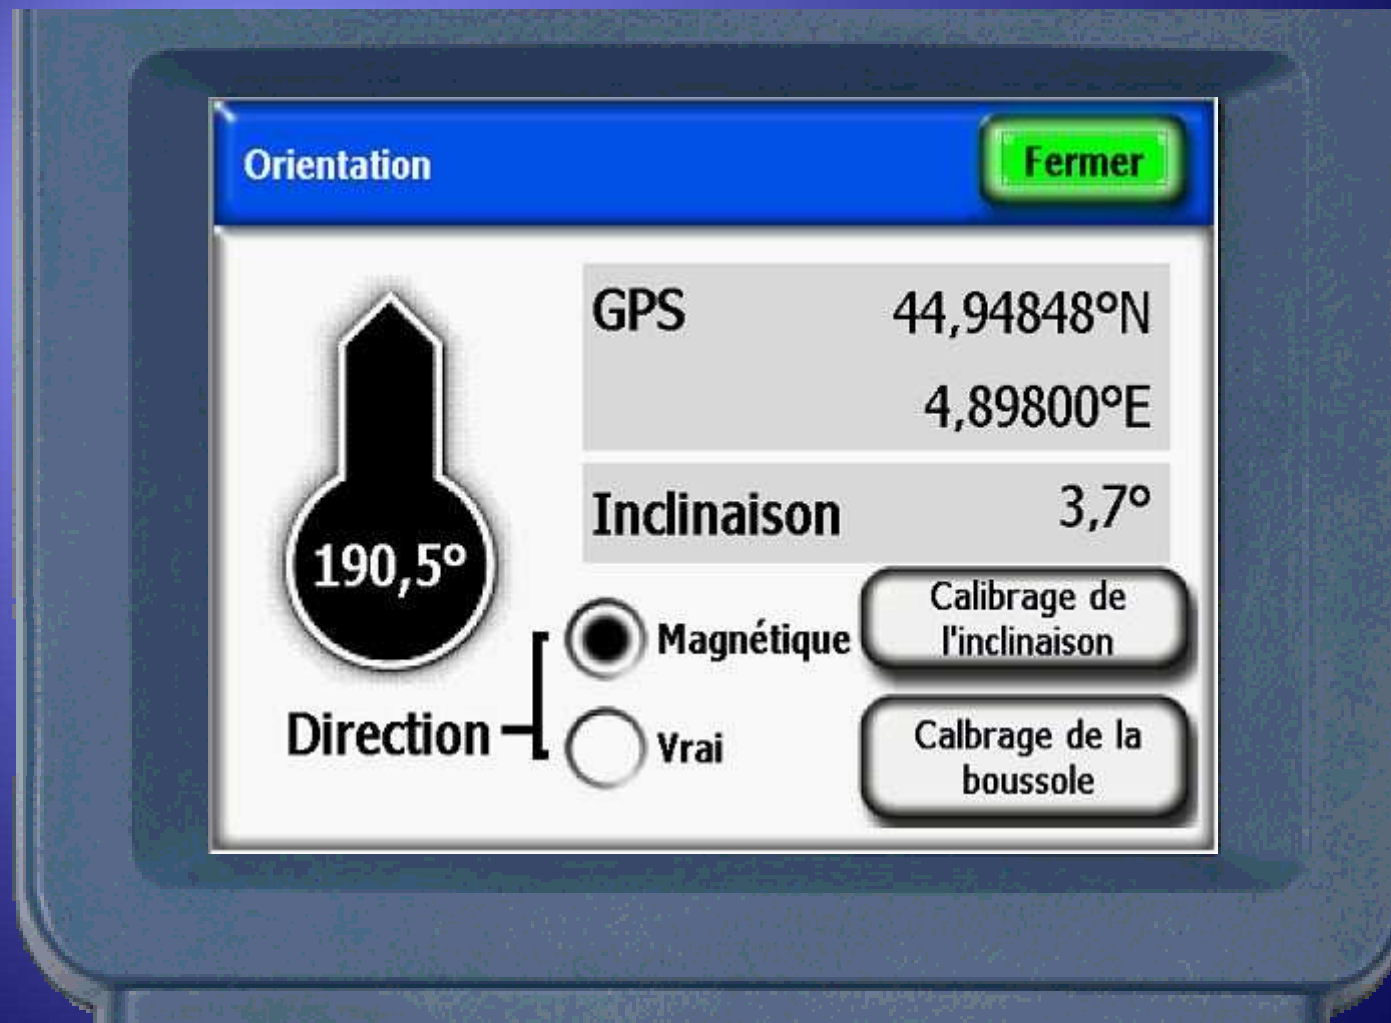 Orientation
Fermer
GPS 44,94848°N
4,89800°E
Inclinaison 3,7°
190,5°
Direction
Magnétique
Vrai
Calibrage de
l'inclinaison
Calbrage de la
boussole